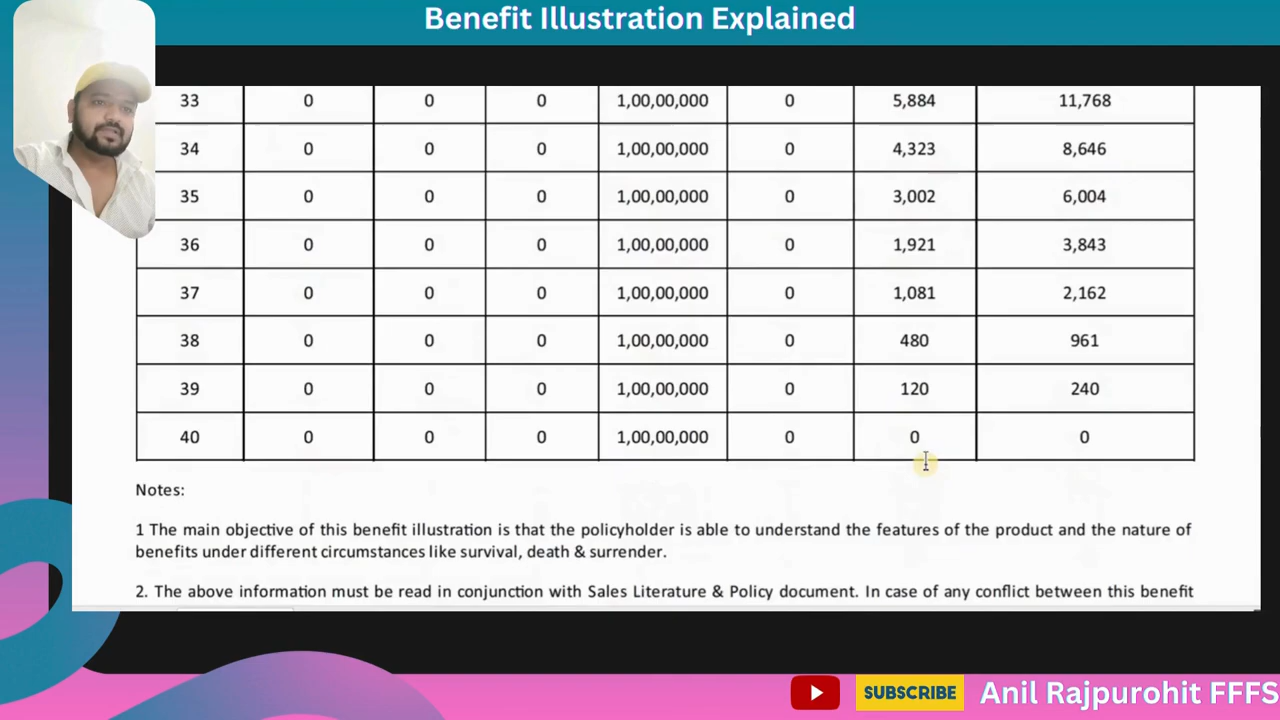 Benefit Illustration Explained
33 0 0 0 1,00,00,000 0 5,884 11,768
34 0 0 0 1,00,00,000 0 4,323 8,646
35 0 0 0 1,00,00,000 0 3,002 6,004
36 0 0 0 1,00,00,000 0 1,921 3,843
37 0 0 0 1,00,00,000 0 1,081 2,162
38 0 0 0 1,00,00,000 0 480 961
39 0 0 0 1,00,00,000 0 120 240
40 0 0 0 1,00,00,000 0 0 0
Notes:
1 The main objective of this benefit illustration is that the policyholder is able to understand the features of the product and the nature of
benefits under different circumstances like survival, death & surrender.
2. The above information must be read in conjunction with Sales Literature & Policy document. In case of any conflict between this benefit
SUBSCRIBE Anil Rajpurohit FFFS